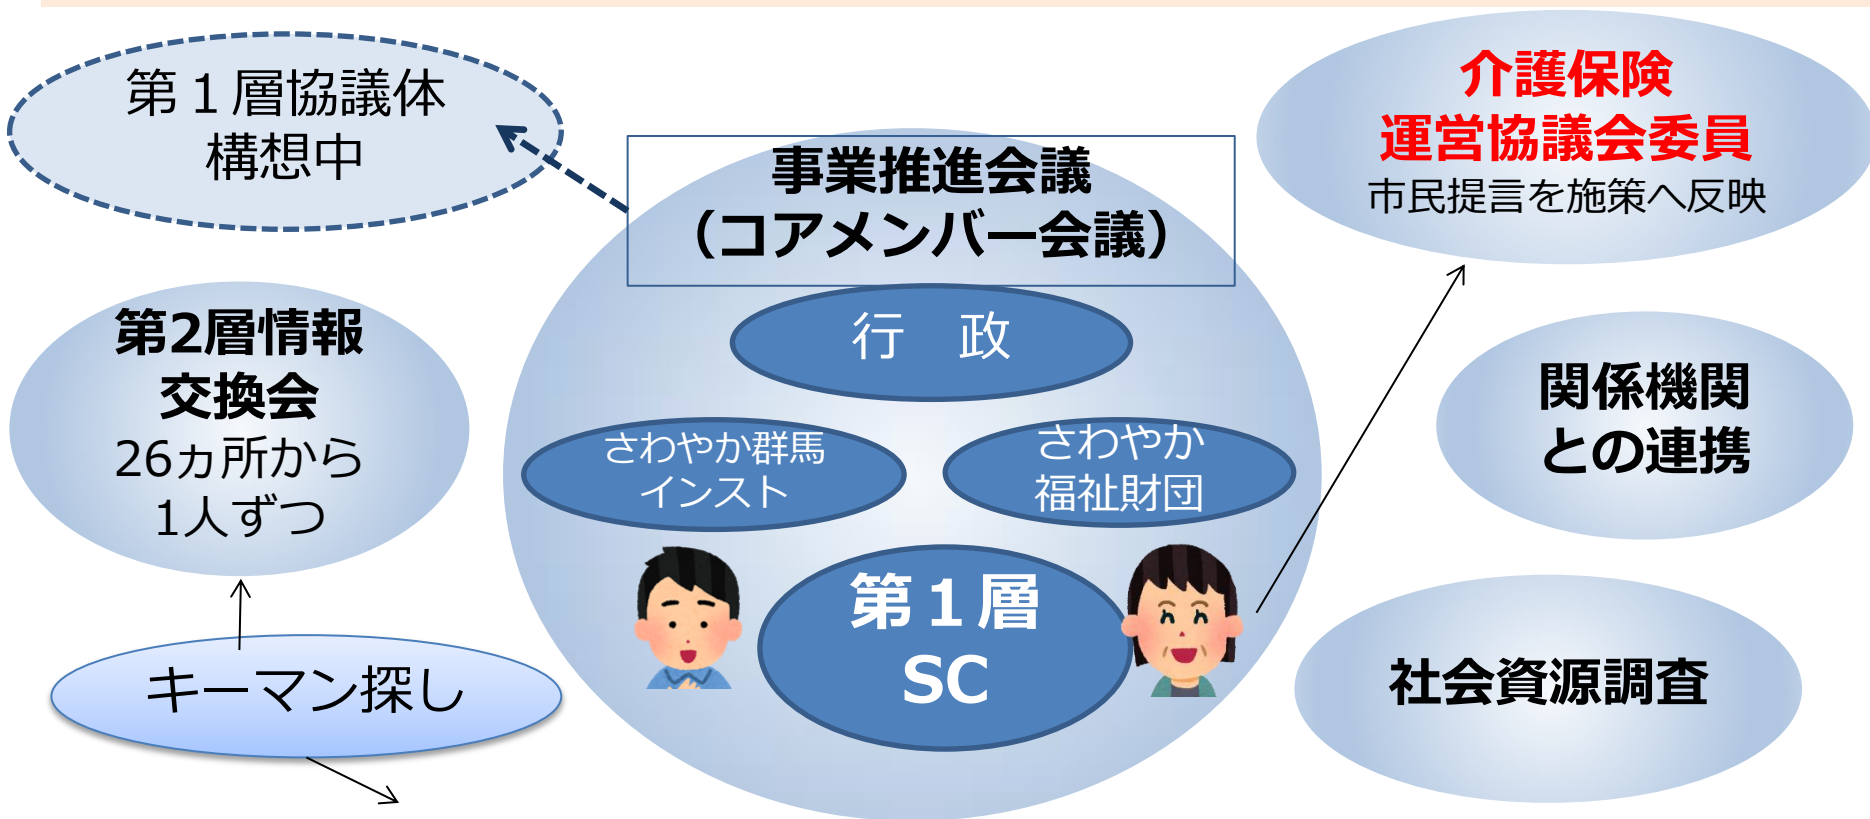 第１層協議体
構想中
事業推進会議
（コアメンバー会議）
介護保険
運営協議会委員
市民提言を施策へ反映
第2層情報
交換会
26ヵ所から
1人ずつ
行　政
さわやか群馬
インスト
さわやか
福祉財団
関係機関
との連携
第１層
SC
キーマン探し
社会資源調査